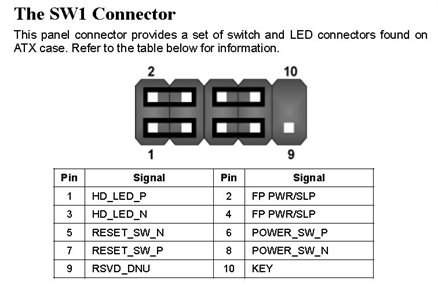 The SW1 Connector
This panel connector provides a set of switch and LED connectors found on
ATX case. Refer to the table below for information.
2 10
1 9
Pin Signal Pin Signal
1 HD_LED_P 2 FP PWR/SLP
3 HD_LED_N 4 FP PWR/SLP
5 RESET_SW_N 6 POWER_SW_P
7 RESET_SW_P 8 POWER_SW_N
9 RSVD_DNU 10 KEY